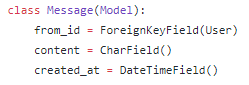 class Message(Model):
    from_id = ForeignKeyField(User)
    content = CharField()
    created_at = DateTimeField()